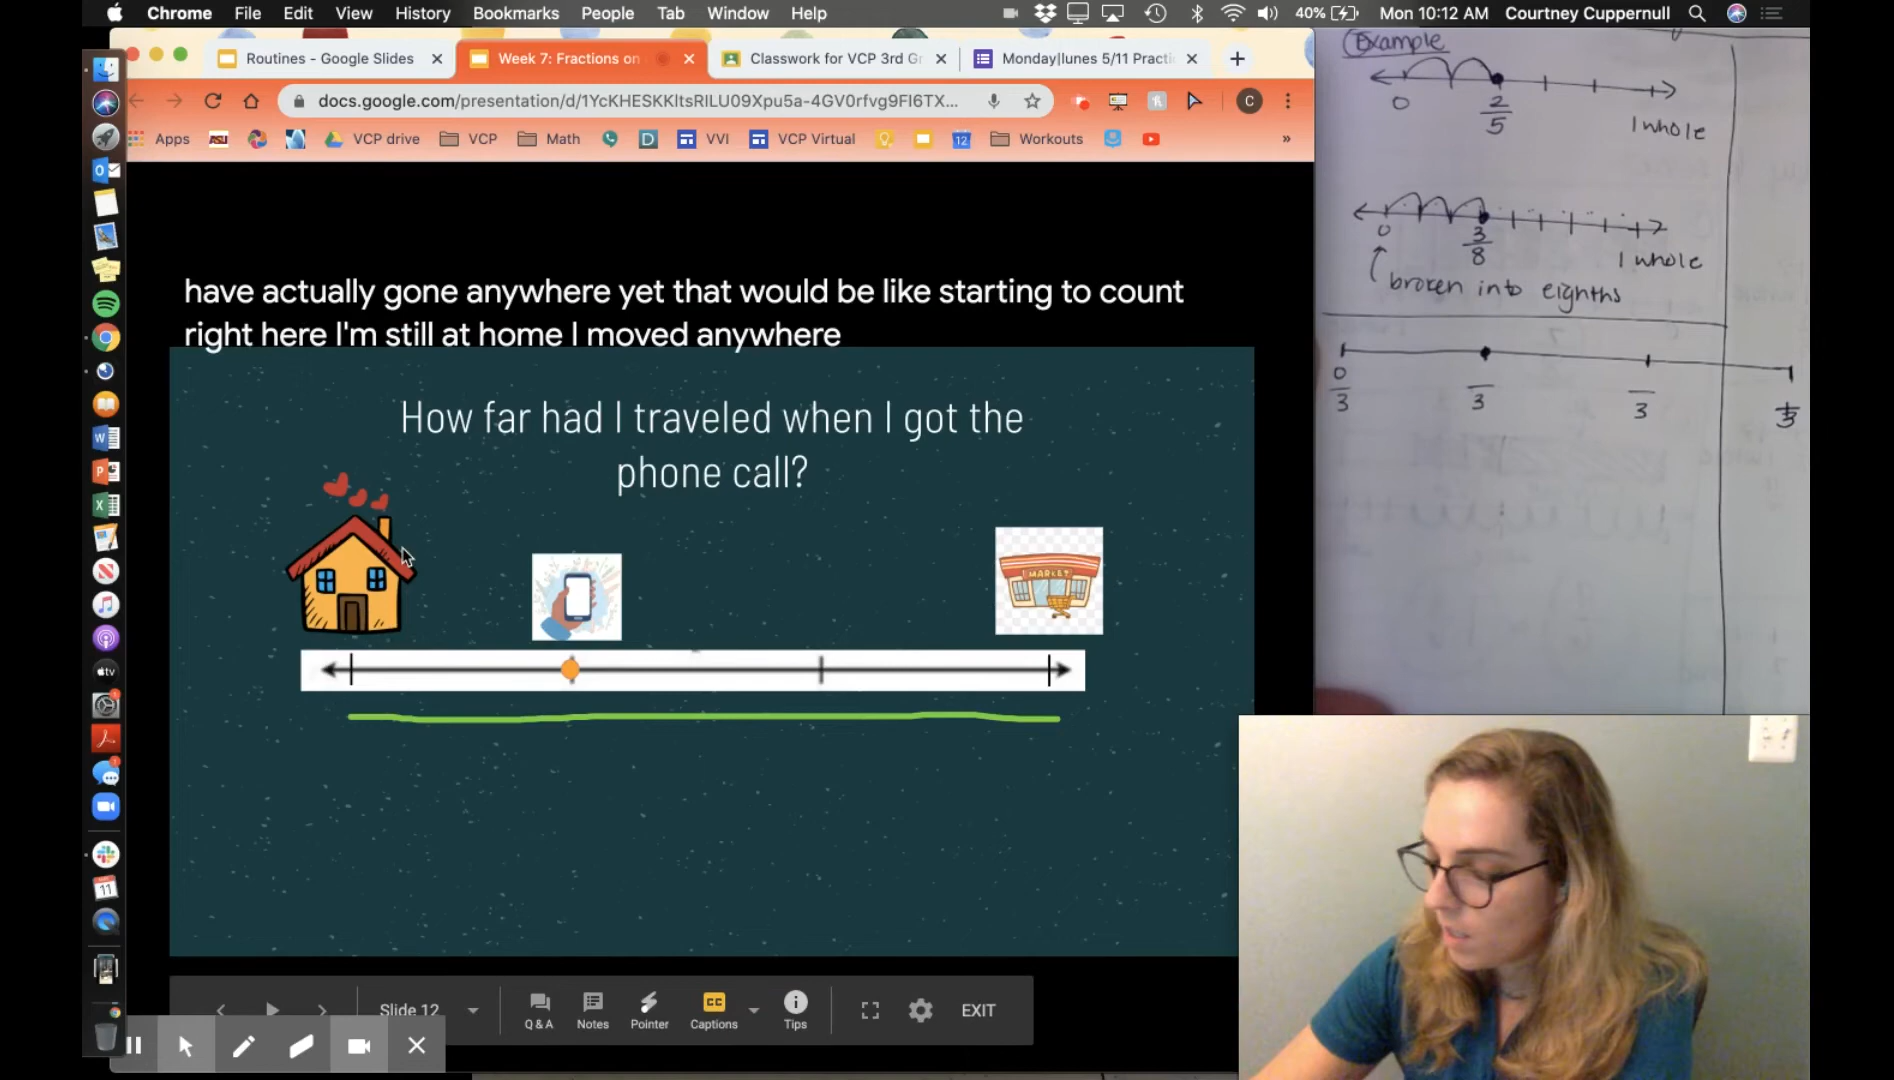 Chrome File Edit View History Bookmarks People Tab Window Help 40% Mon 10:12 AM Courtney Cuppernull
Routines - Google Slides Week 7: Fractions on Classwork for VCP 3rd Gr Monday|lunes 5/11 Practi
docs.google.com/presentation/d/1YcKHESKKltsRlLU09Xpu5a-4GV0rfvg9FI6TX... C
Apps ASU VCP drive VCP Math D VVI VCP Virtual 12 Workouts »
have actually gone anywhere yet that would be like starting to count
right here I'm still at home I moved anywhere
How far had I traveled when I got the
phone call?
MARKET
Slide 12
Q & A Notes Pointer CC Captions Tips EXIT
Example
0 2/5 1 whole
0 3/8 1 whole
broken into eighths
0/3 /3 /3 /3